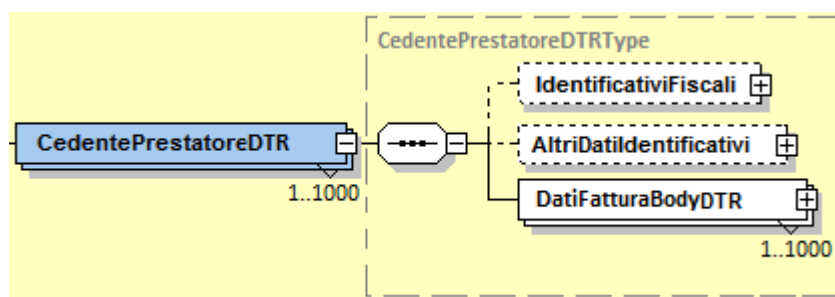 CedentePrestatoreDTRType
IdentificativiFiscali
CedentePrestatoreDTR
AltriDatiIdentificativi
1..1000
DatiFatturaBodyDTR
1..1000